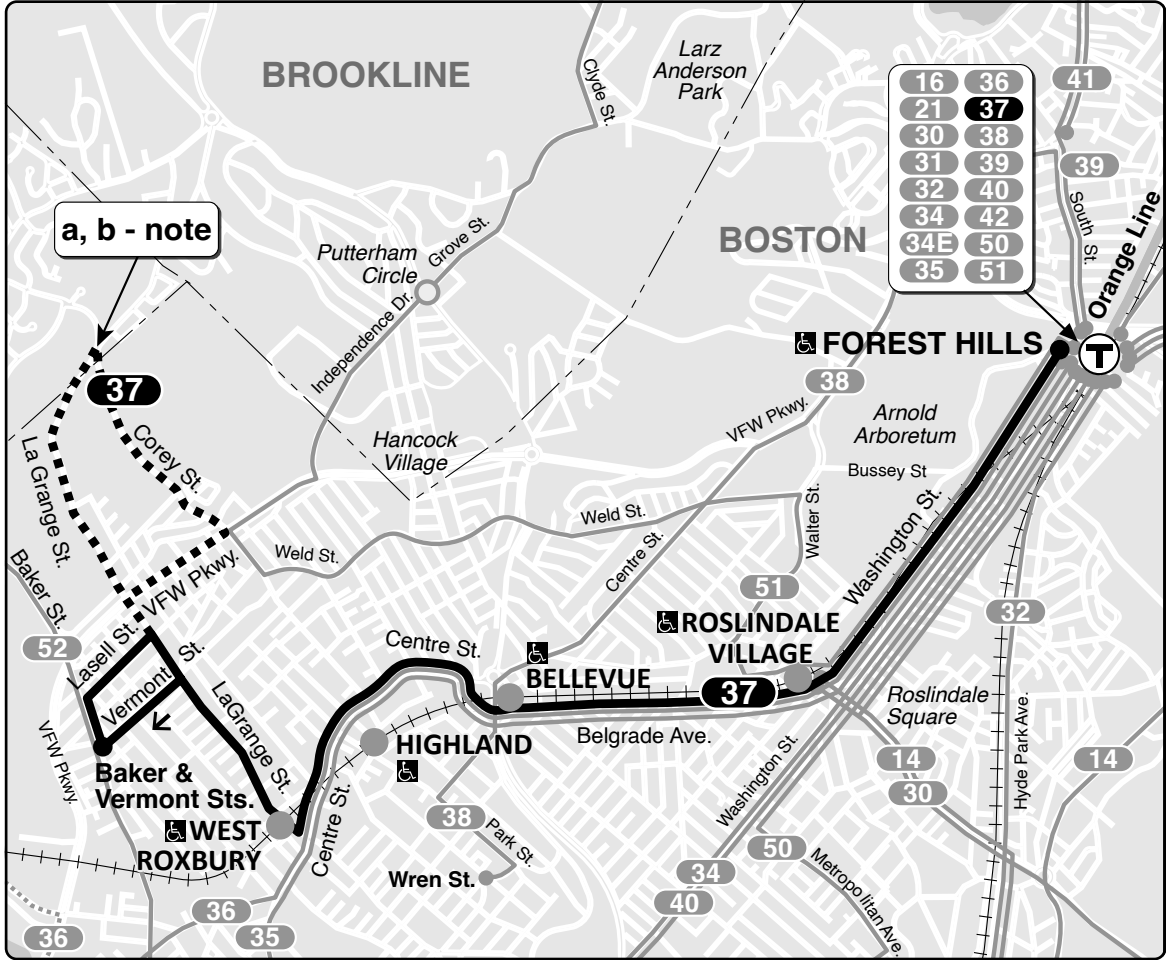 BROOKLINE
Clyde St.
Larz
Anderson
Park
16 36
21 37
30 38
31 39
32 40
34 42
34E 50
35 51
41
39
South St.
Orange Line
T
a, b - note
Putterham
Circle
Grove St.
Independence Dr.
BOSTON
FOREST HILLS
38
VFW Pkwy.
Arnold
Arboretum
Bussey St
37
Corey St.
La Grange St.
Hancock
Village
Weld St.
Weld St.
Walter St.
Centre St.
Washington St.
VFW Pkwy.
Baker St.
52
Lasell St.
Vermont St.
LaGrange St.
VFW Pkwy.
Baker &
Vermont Sts.
WEST
ROXBURY
Centre St.
Centre St.
BELLEVUE
HIGHLAND
51
ROSLINDALE
VILLAGE
37
Belgrade Ave.
Roslindale
Square
32
Hyde Park Ave.
14
14
30
Washington St.
38
Park St.
Wren St.
50
Metropolitan Ave.
34
40
36
35
36